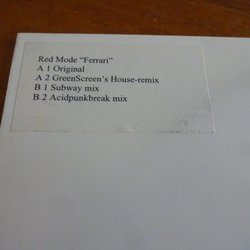 Red Mode “Ferrari”
A 1 Original
A 2 GreenScreen’s House-remix
B 1 Subway mix
B 2 Acidpunkbreak mix